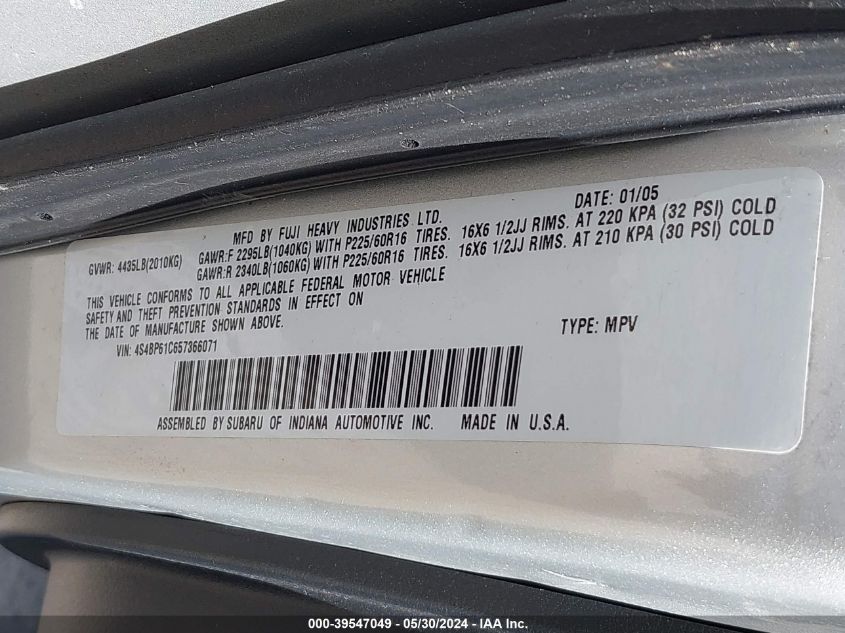 MFD BY FUJI HEAVY INDUSTRIES LTD. DATE: 01/05
GVWR: 4435LB(2010KG) GAWR:F 2295LB(1040KG) WITH P225/60R16 TIRES. 16X6 1/2JJ RIMS. AT 220 KPA (32 PSI) COLD
GAWR:R 2340LB(1060KG) WITH P225/60R16 TIRES. 16X6 1/2JJ RIMS. AT 210 KPA (30 PSI) COLD
THIS VEHICLE CONFORMS TO ALL APPLICABLE FEDERAL MOTOR VEHICLE
SAFETY AND THEFT PREVENTION STANDARDS IN EFFECT ON
THE DATE OF MANUFACTURE SHOWN ABOVE.
VIN: 4S4BP61C657366071 TYPE: MPV
ASSEMBLED BY SUBARU OF INDIANA AUTOMOTIVE INC. MADE IN U.S.A.
000-39547049 / 05/30/2024 - IAA Inc.